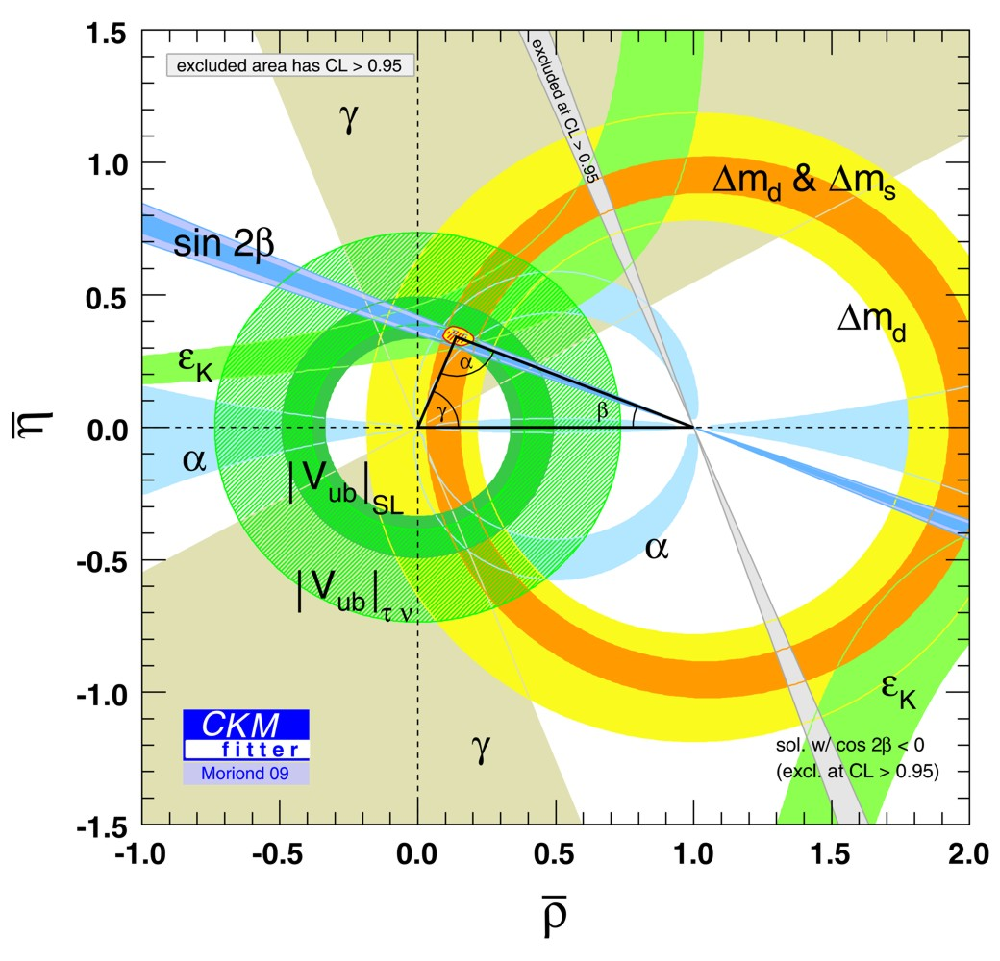 1.5
1.0
0.5
0.0
-0.5
-1.0
-1.5
η̅
excluded area has CL > 0.95
γ
excluded at CL > 0.95
Δm_d & Δm_s
sin 2β
Δm_d
ε_K
α
α
γ
β
|V_ub|_SL
α
|V_ub|_τν
ε_K
γ
sol. w/ cos 2β < 0
(excl. at CL > 0.95)
CKM
fitter
Moriond 09
-1.0 -0.5 0.0 0.5 1.0 1.5 2.0
ρ̅